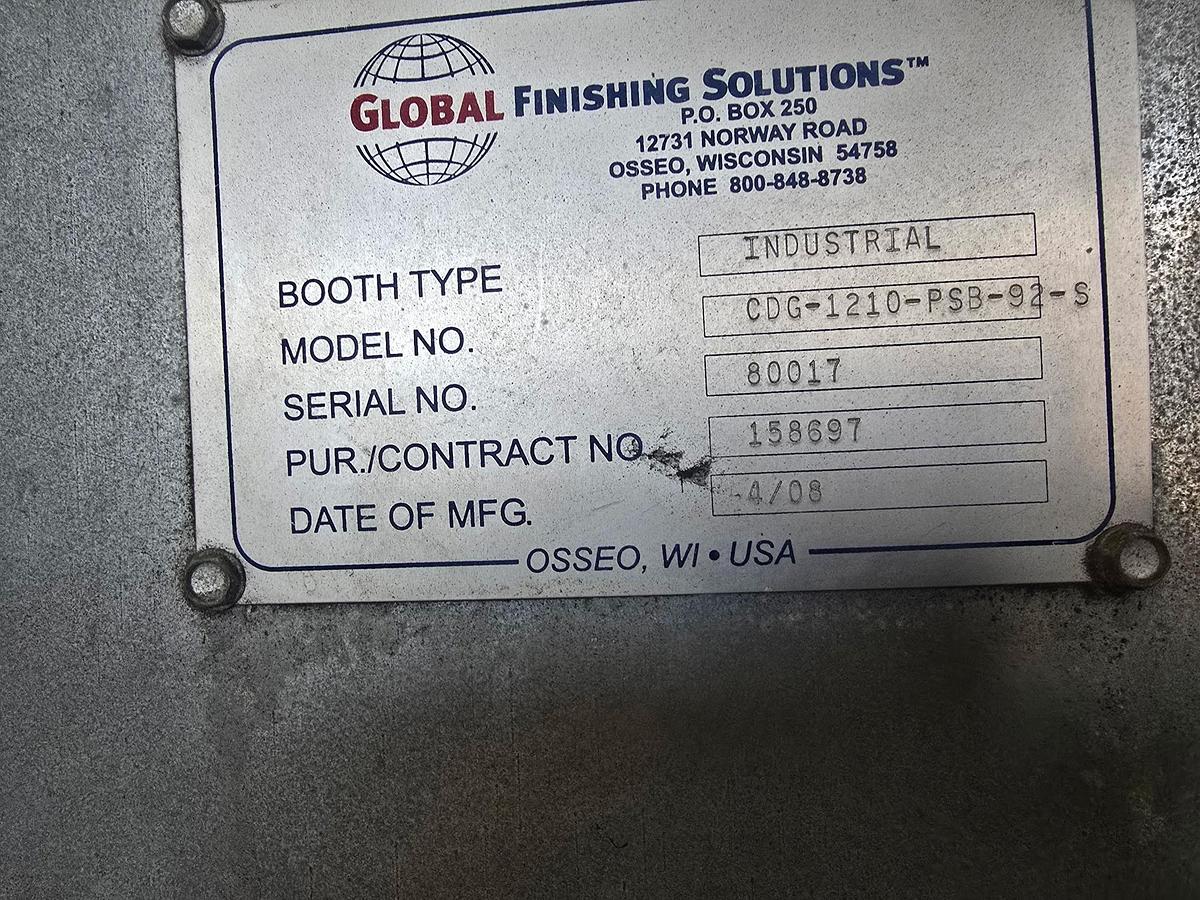 GLOBAL FINISHING SOLUTIONS™
P.O. BOX 250
12731 NORWAY ROAD
OSSEO, WISCONSIN 54758
PHONE 800-848-8738
BOOTH TYPE INDUSTRIAL
MODEL NO. CDG-1210-PSB-92-S
SERIAL NO. 80017
PUR./CONTRACT NO. 158697
DATE OF MFG. 4/08
OSSEO, WI • USA